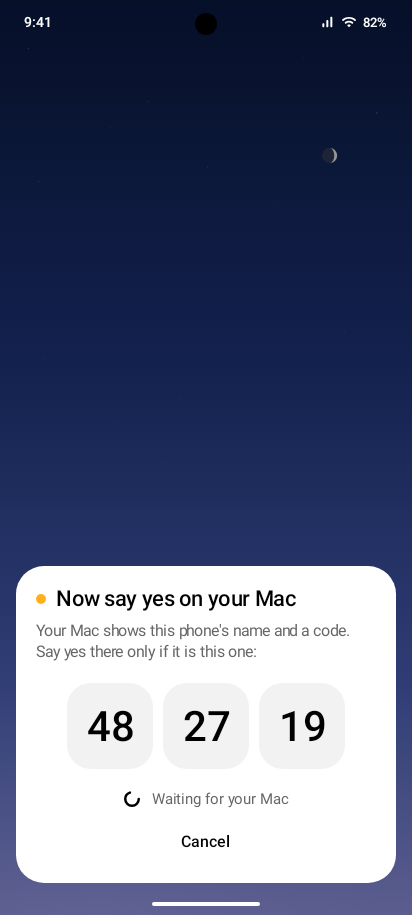 9:41
82%
Now say yes on your Mac
Your Mac shows this phone's name and a code.
Say yes there only if it is this one:
48 27 19
Waiting for your Mac
Cancel